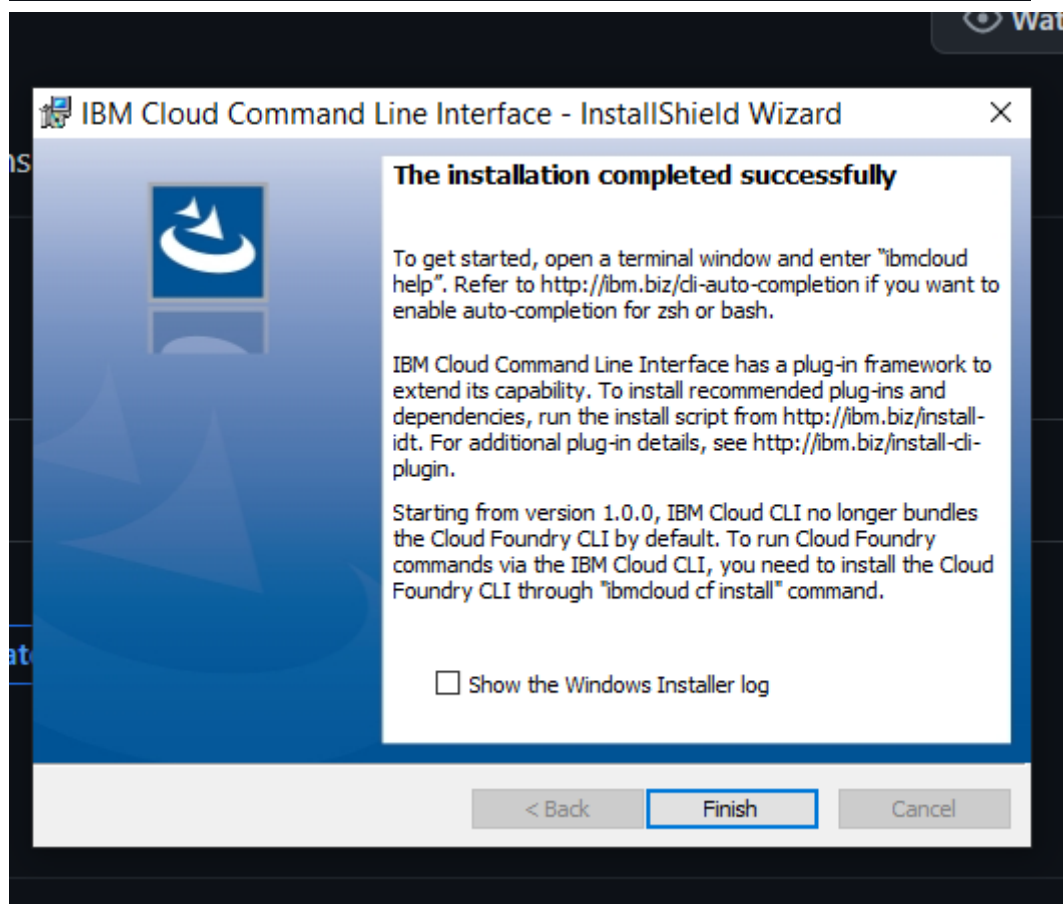 Wat
IBM Cloud Command Line Interface - InstallShield Wizard
ns
The installation completed successfully
To get started, open a terminal window and enter "ibmcloud
help". Refer to http://ibm.biz/cli-auto-completion if you want to
enable auto-completion for zsh or bash.
IBM Cloud Command Line Interface has a plug-in framework to
extend its capability. To install recommended plug-ins and
dependencies, run the install script from http://ibm.biz/install-
idt. For additional plug-in details, see http://ibm.biz/install-cli-
plugin.
Starting from version 1.0.0, IBM Cloud CLI no longer bundles
the Cloud Foundry CLI by default. To run Cloud Foundry
commands via the IBM Cloud CLI, you need to install the Cloud
Foundry CLI through "ibmcloud cf install" command.
at
Show the Windows Installer log
< Back Finish Cancel